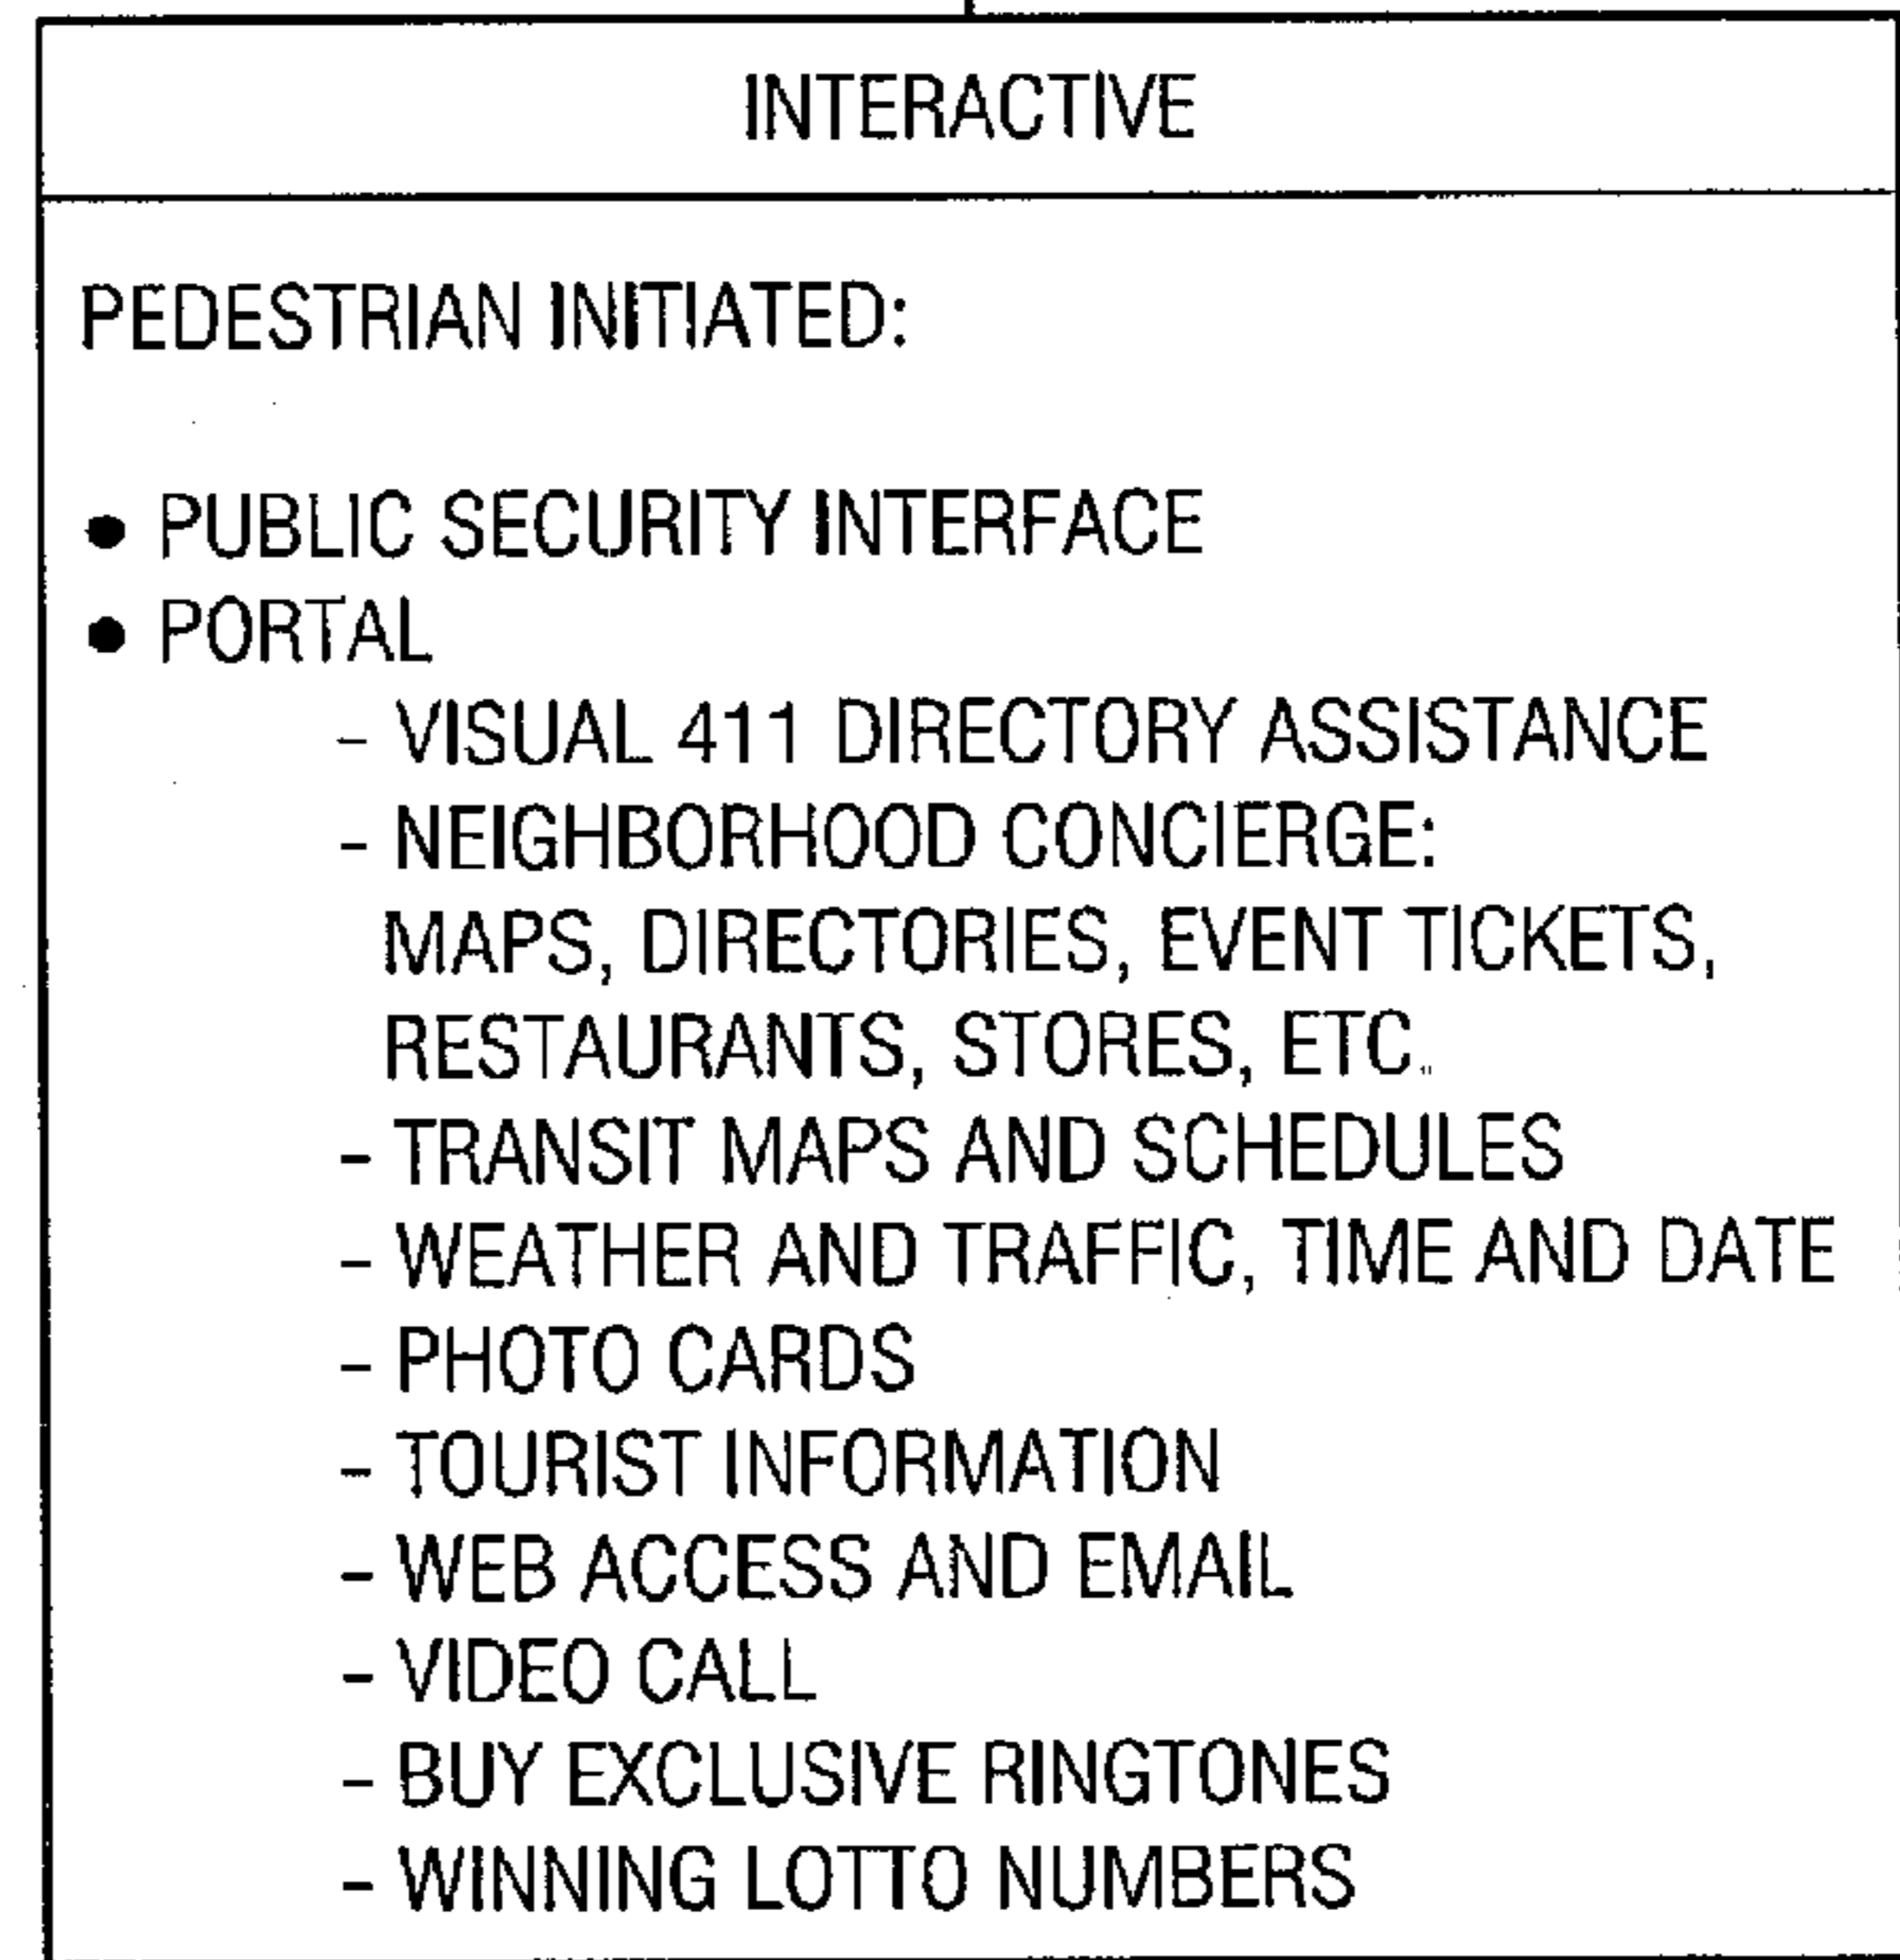 INTERACTIVE
PEDESTRIAN INITIATED:
● PUBLIC SECURITY INTERFACE
● PORTAL
- VISUAL 411 DIRECTORY ASSISTANCE
- NEIGHBORHOOD CONCIERGE:
MAPS, DIRECTORIES, EVENT TICKETS,
RESTAURANTS, STORES, ETC.
- TRANSIT MAPS AND SCHEDULES
- WEATHER AND TRAFFIC, TIME AND DATE
- PHOTO CARDS
- TOURIST INFORMATION
- WEB ACCESS AND EMAIL
- VIDEO CALL
- BUY EXCLUSIVE RINGTONES
- WINNING LOTTO NUMBERS